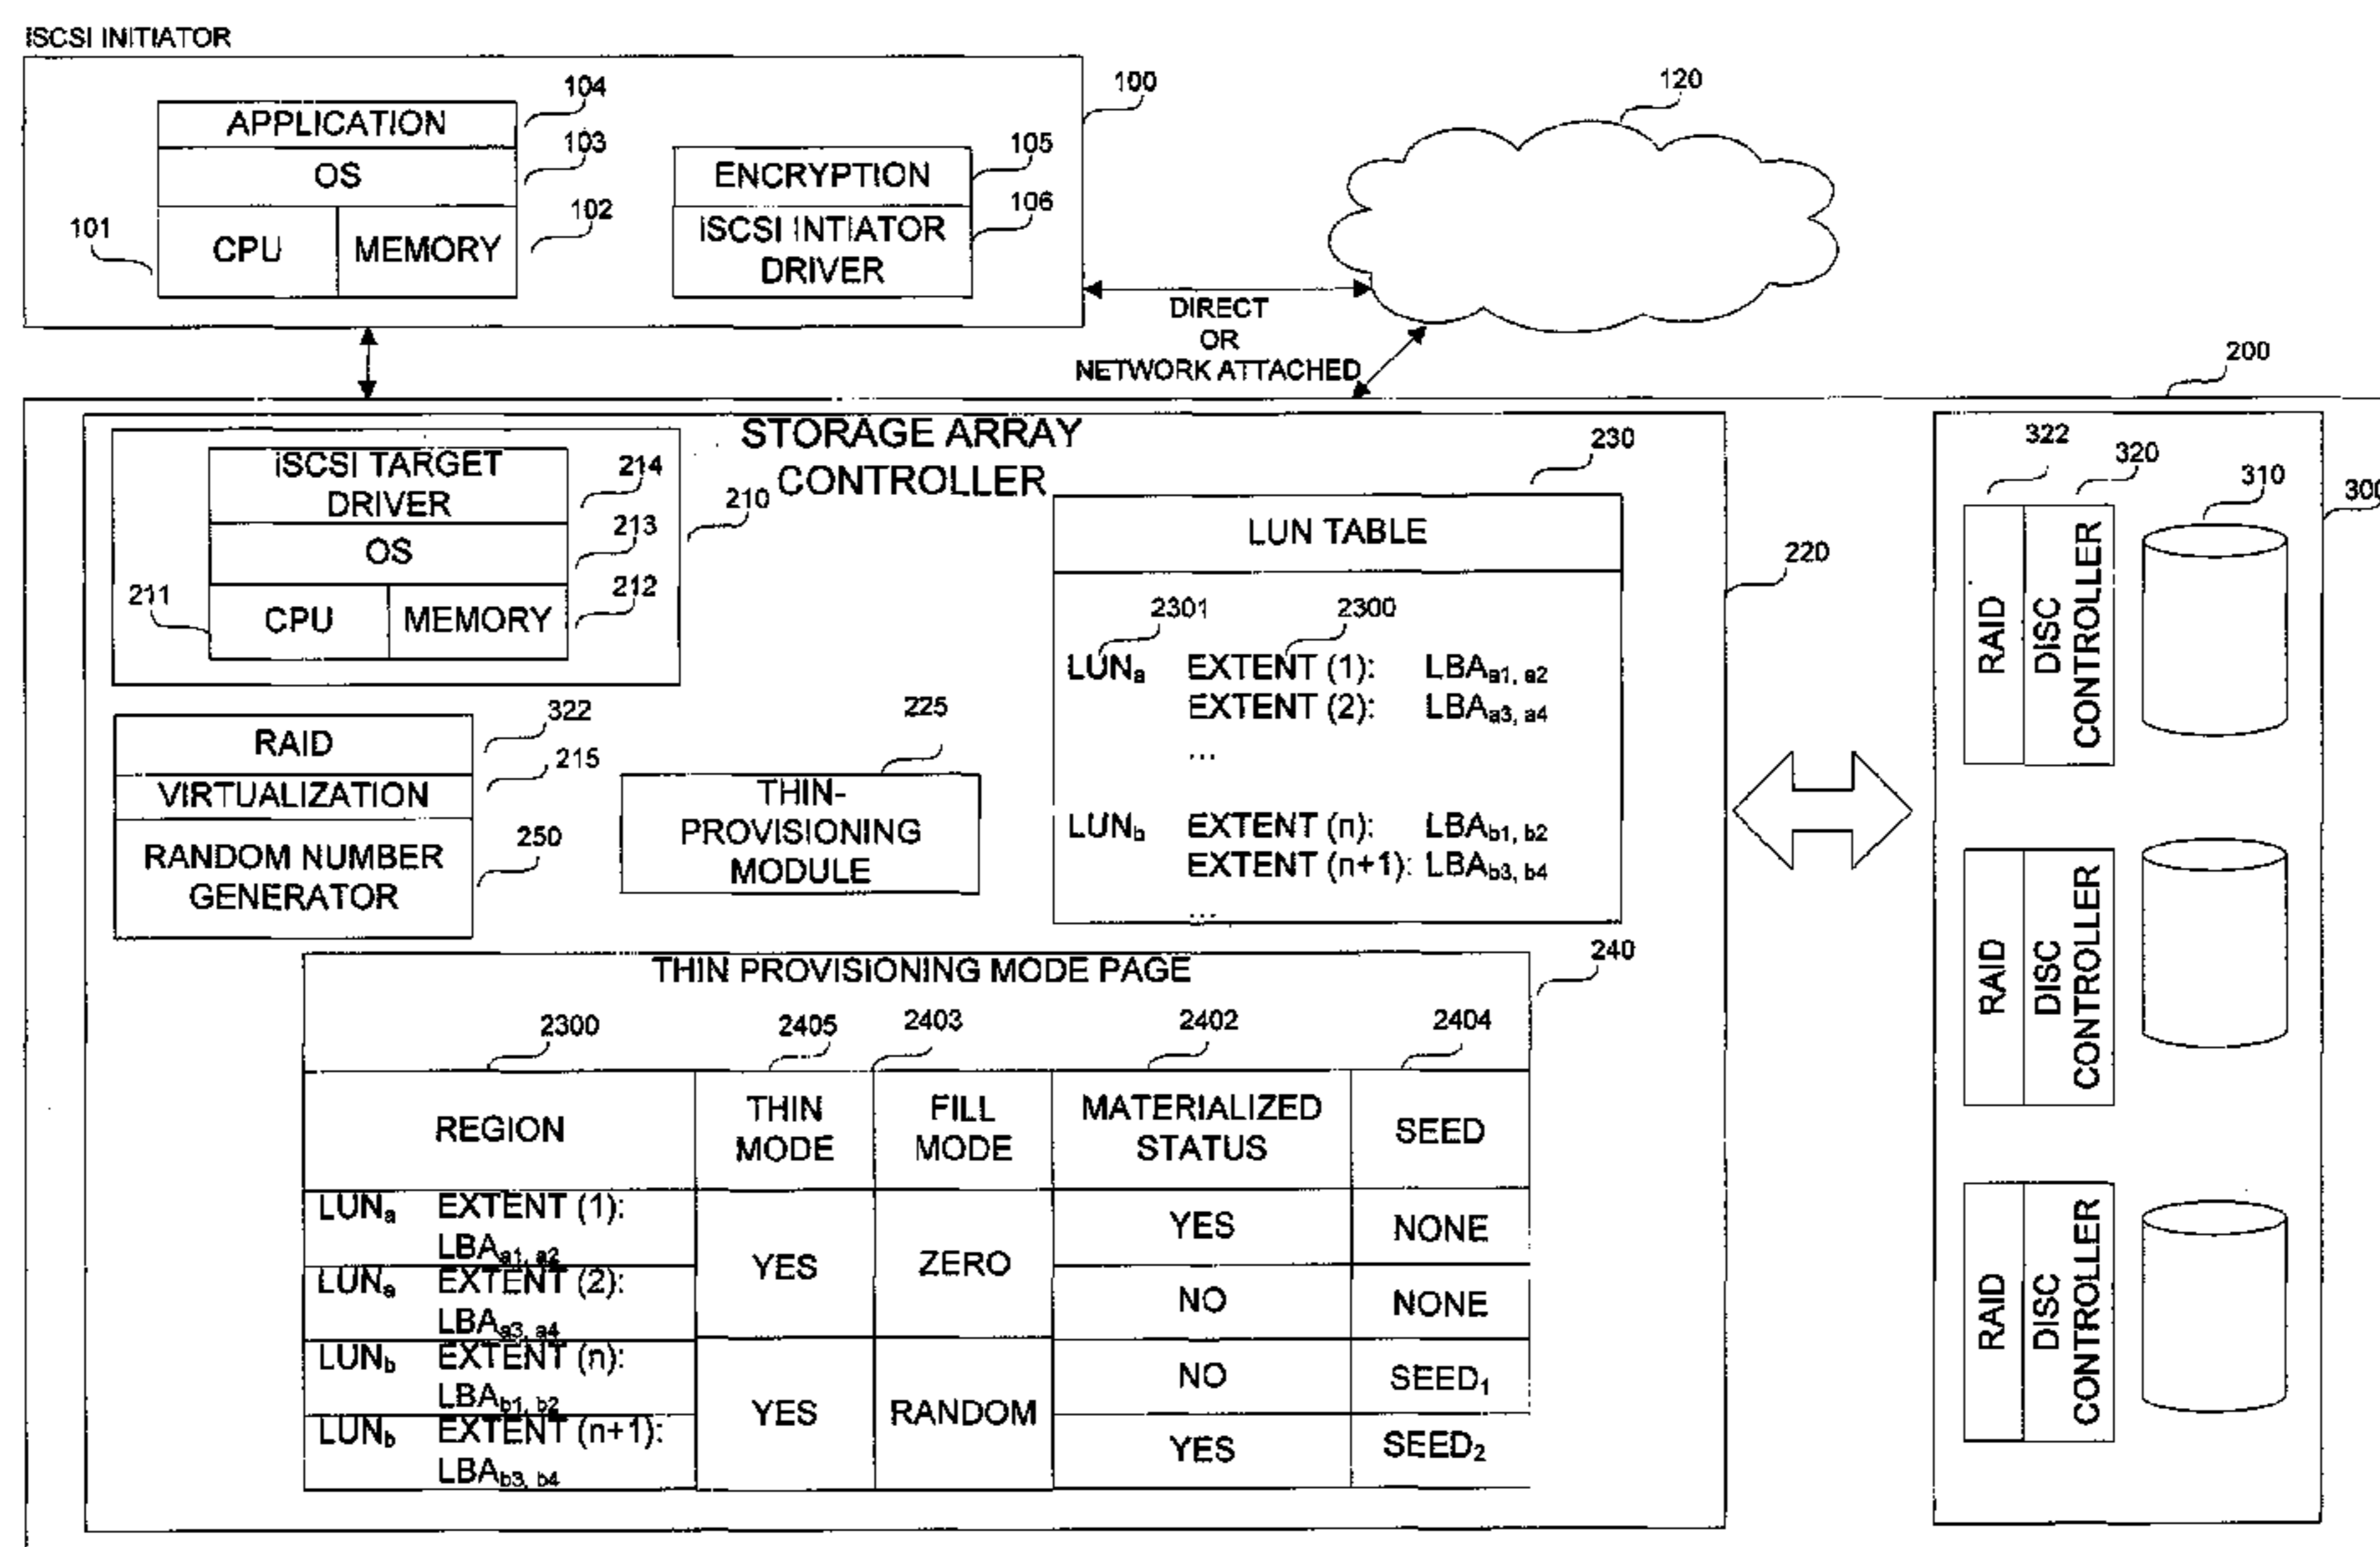 iSCSI INITIATOR
100
120
104
APPLICATION
103
OS
101
CPU
MEMORY
102
105
ENCRYPTION
106
iSCSI INTIATOR
DRIVER
DIRECT
OR
NETWORK ATTACHED
200
STORAGE ARRAY
CONTROLLER
iSCSI TARGET
DRIVER
214
213
OS
211
CPU
MEMORY
212
210
230
LUN TABLE
220
2301
2300
LUNa EXTENT (1): LBAa1, a2
EXTENT (2): LBAa3, a4
...
LUNb EXTENT (n): LBAb1, b2
EXTENT (n+1): LBAb3, b4
...
322
RAID
215
VIRTUALIZATION
250
RANDOM NUMBER
GENERATOR
225
THIN-
PROVISIONING
MODULE
240
THIN PROVISIONING MODE PAGE
2300
2405
2403
2402
2404
REGION
THIN
MODE
FILL
MODE
MATERIALIZED
STATUS
SEED
LUNa EXTENT (1):
LBAa1, a2
LUNa EXTENT (2):
LBAa3, a4
YES
ZERO
YES
NONE
NO
NONE
LUNb EXTENT (n):
LBAb1, b2
LUNb EXTENT (n+1):
LBAb3, b4
YES
RANDOM
NO
SEED1
YES
SEED2
322
320
310
300
RAID
DISC
CONTROLLER
RAID
DISC
CONTROLLER
RAID
DISC
CONTROLLER